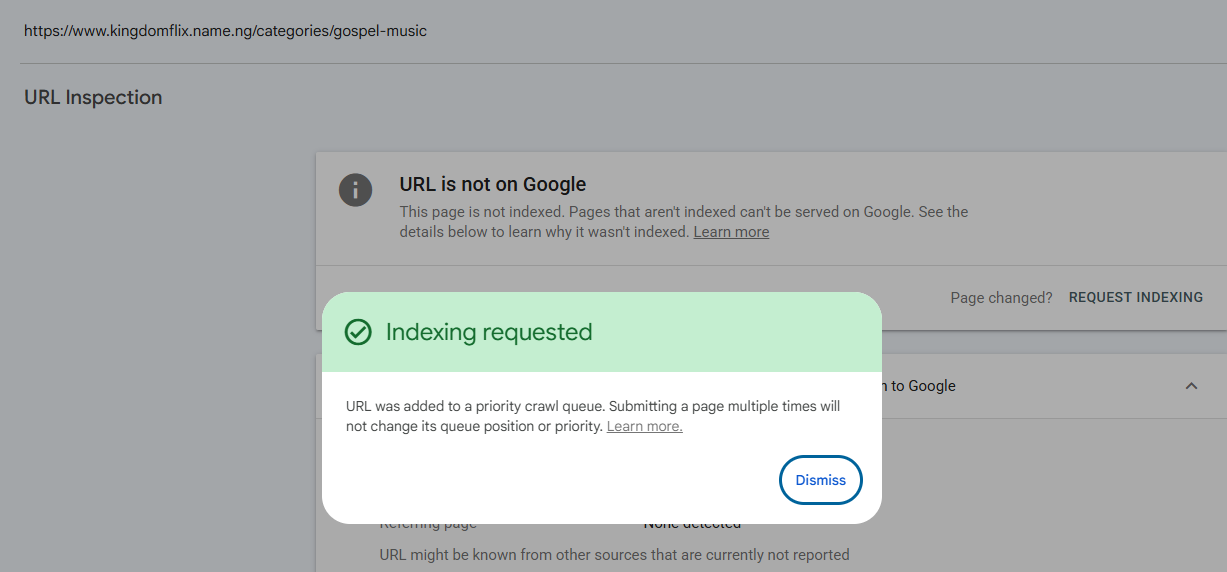 https://www.kingdomflix.name.ng/categories/gospel-music
URL Inspection
URL is not on Google
This page is not indexed. Pages that aren't indexed can't be served on Google. See the
details below to learn why it wasn't indexed. Learn more
Page changed? REQUEST INDEXING
Indexing requested
n to Google
URL was added to a priority crawl queue. Submitting a page multiple times will
not change its queue position or priority. Learn more.
Dismiss
Referring page None detected
URL might be known from other sources that are currently not reported